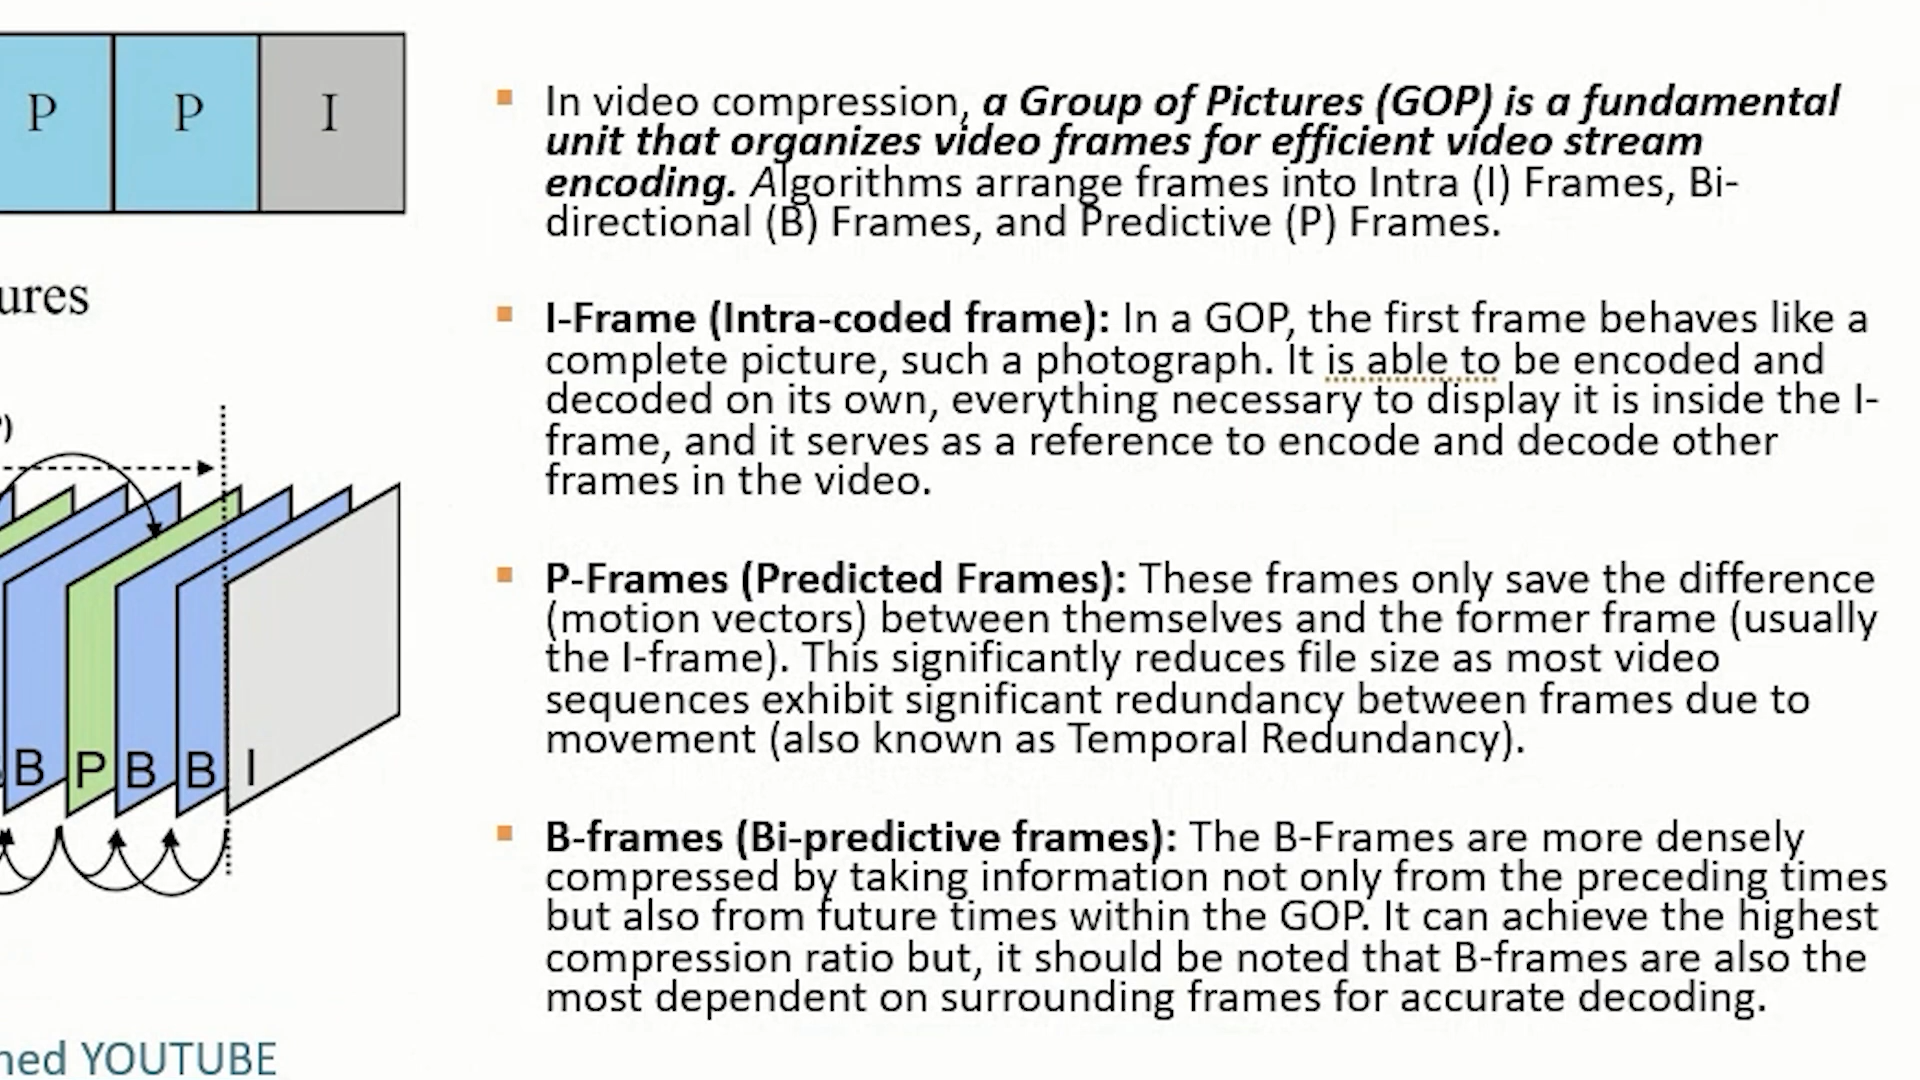 P P I
ures
B P B B I
YOUTUBE
In video compression, a Group of Pictures (GOP) is a fundamental
unit that organizes video frames for efficient video stream
encoding. Algorithms arrange frames into Intra (I) Frames, Bi-
directional (B) Frames, and Predictive (P) Frames.
I-Frame (Intra-coded frame): In a GOP, the first frame behaves like a
complete picture, such a photograph. It is able to be encoded and
decoded on its own, everything necessary to display it is inside the I-
frame, and it serves as a reference to encode and decode other
frames in the video.
P-Frames (Predicted Frames): These frames only save the difference
(motion vectors) between themselves and the former frame (usually
the I-frame). This significantly reduces file size as most video
sequences exhibit significant redundancy between frames due to
movement (also known as Temporal Redundancy).
B-frames (Bi-predictive frames): The B-Frames are more densely
compressed by taking information not only from the preceding times
but also from future times within the GOP. It can achieve the highest
compression ratio but, it should be noted that B-frames are also the
most dependent on surrounding frames for accurate decoding.